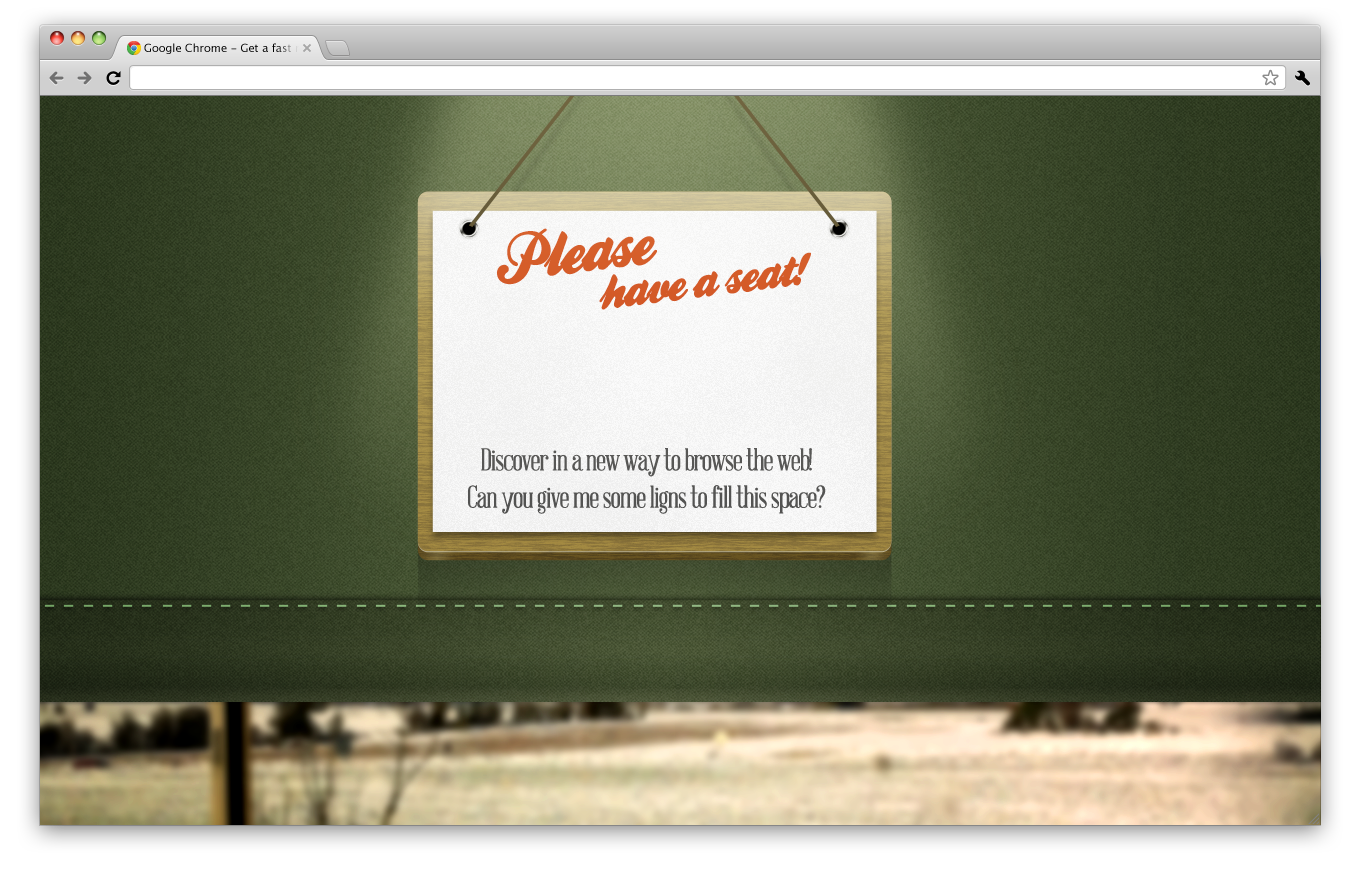 Google Chrome – Get a fast
Please
have a seat!
Discover in a new way to browse the web!
Can you give me some ligns to fill this space?